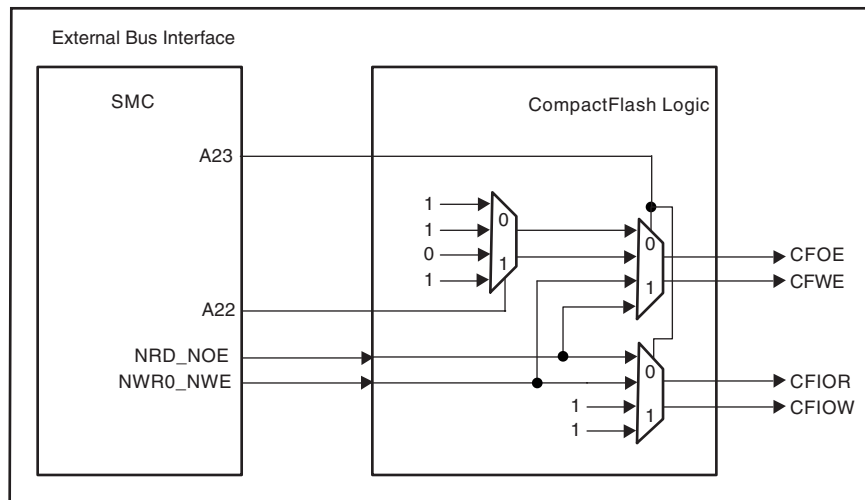 External Bus Interface
SMC
CompactFlash Logic
A23
1
1
0
1
0
1
0
1
CFOE
CFWE
A22
NRD_NOE
NWR0_NWE
1
1
0
1
CFIOR
CFIOW